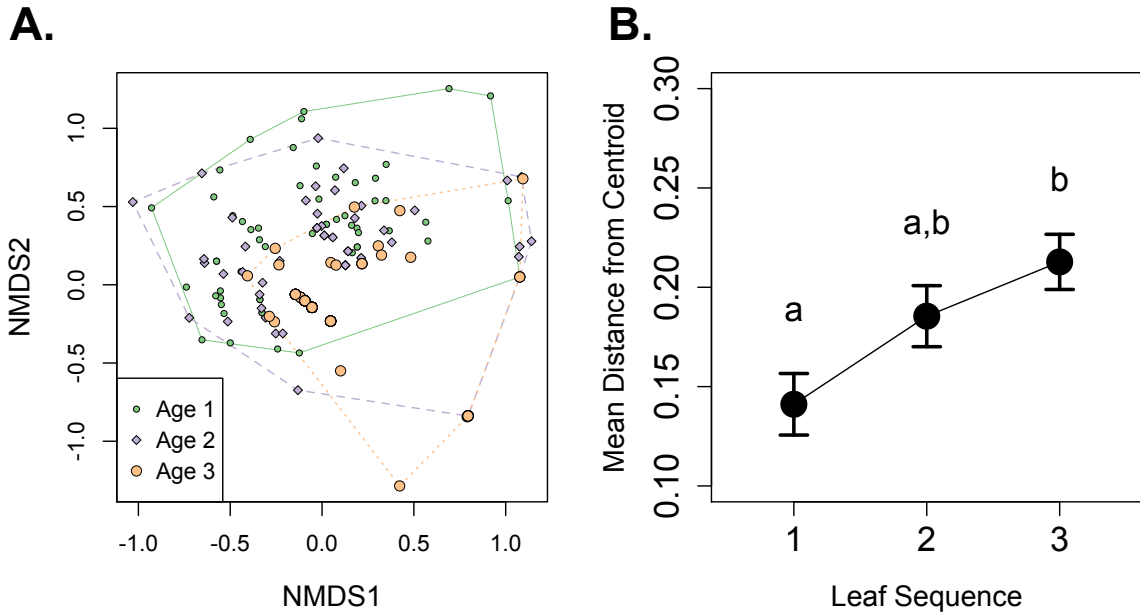 A.
NMDS2
1.0
0.5
0.0
-0.5
-1.0
Age 1
Age 2
Age 3
-1.0 -0.5 0.0 0.5 1.0
NMDS1
B.
Mean Distance from Centroid
0.30
0.25
0.20
0.15
0.10
a
a,b
b
1 2 3
Leaf Sequence